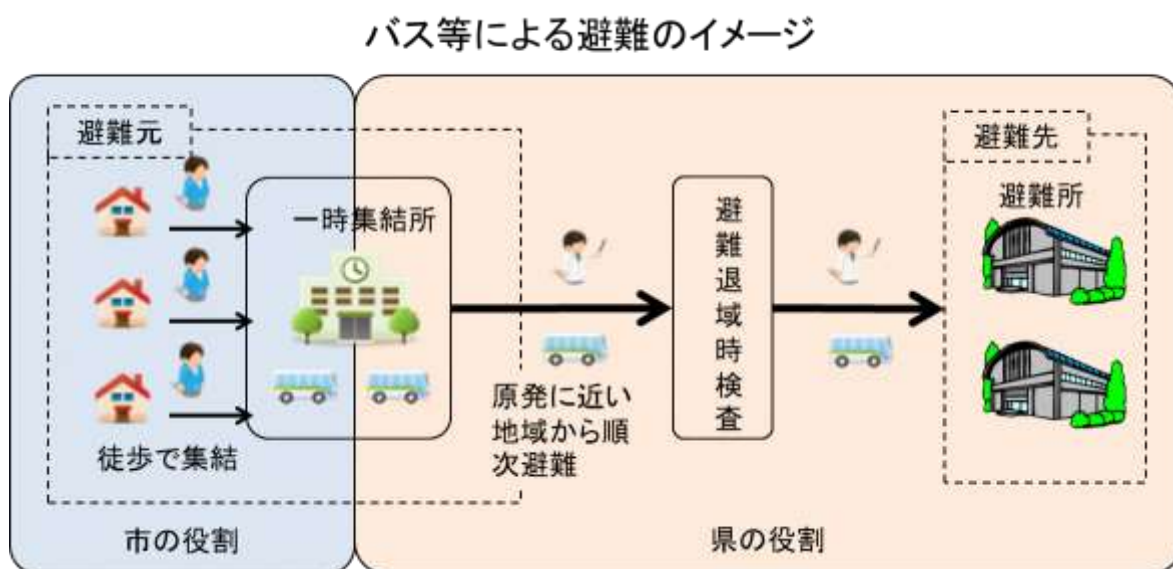 バス等による避難のイメージ
避難元
一時集結所
徒歩で集結
市の役割
原発に近い
地域から順
次避難
避難退域時検査
避難先
避難所
県の役割